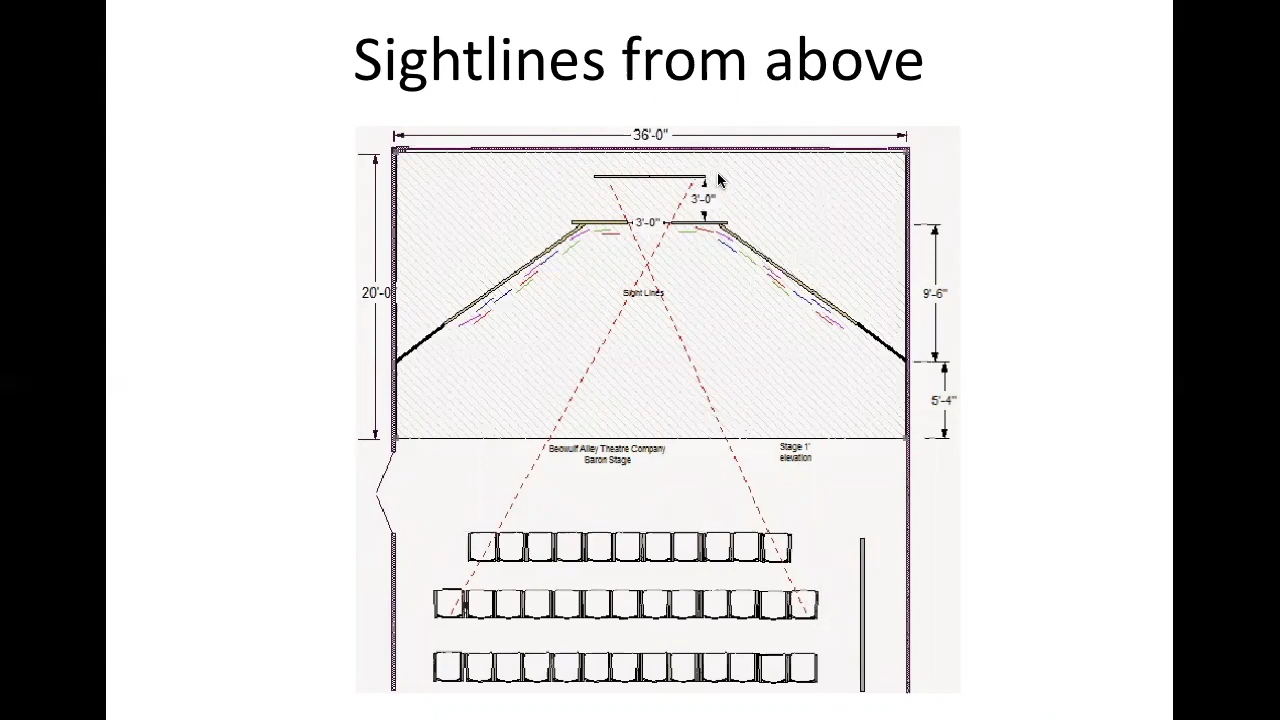 Sightlines from above
36'-0"
3'-0"
3'-0"
Sight Lines
20'-0
9'-6"
5'-4"
Beowulf Alley Theatre Company
Baron Stage
Stage 1'
elevation